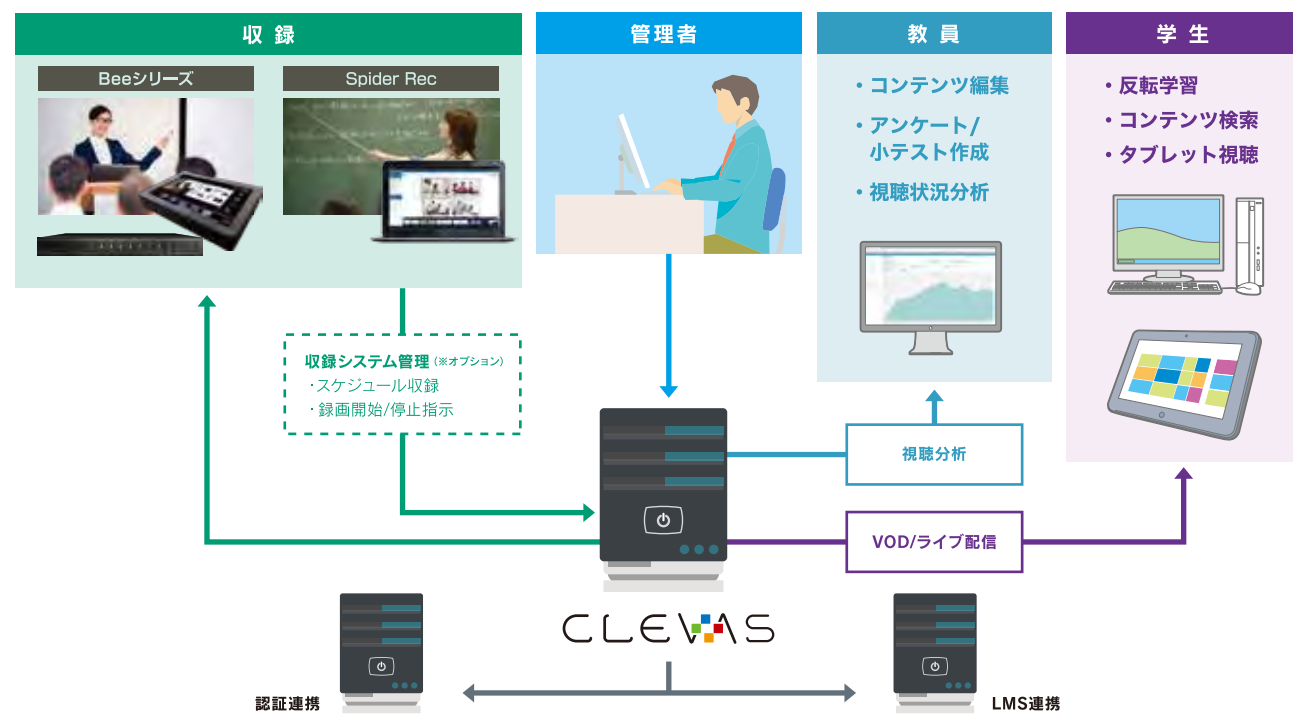 収録
Beeシリーズ
Spider Rec
管理者
教員
・コンテンツ編集
・アンケート/
小テスト作成
・視聴状況分析
学生
・反転学習
・コンテンツ検索
・タブレット視聴
収録システム管理（※オプション）
・スケジュール収録
・録画開始/停止指示
視聴分析
VOD/ライブ配信
CLEVAS
認証連携
LMS連携